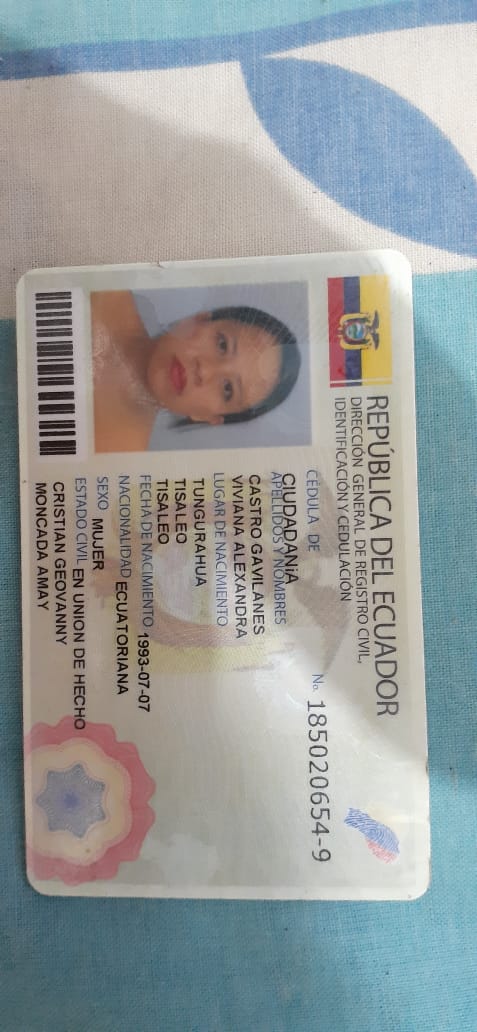 REPÚBLICA DEL ECUADOR
DIRECCIÓN GENERAL DE REGISTRO CIVIL,
IDENTIFICACIÓN Y CEDULACIÓN
CÉDULA DE
CIUDADANíA
No. 185020654-9
APELLIDOS Y NOMBRES
CASTRO GAVILANES
VIVIANA ALEXANDRA
LUGAR DE NACIMIENTO
TUNGURAHUA
TISALEO
TISALEO
FECHA DE NACIMIENTO 1993-07-07
NACIONALIDAD ECUATORIANA
SEXO MUJER
ESTADO CIVIL EN UNION DE HECHO
CRISTIAN GEOVANNY
MONCADA AMAY